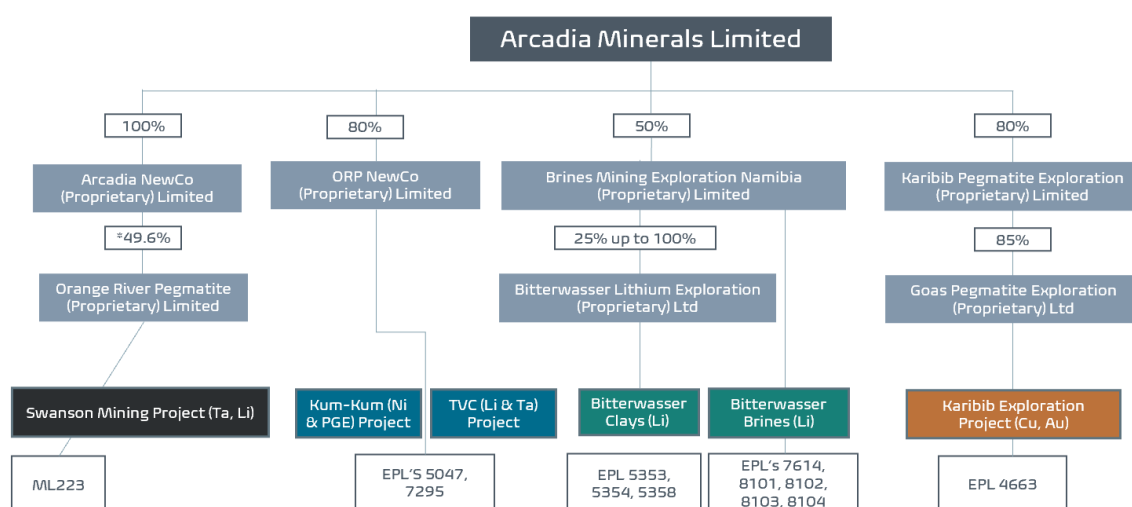 Arcadia Minerals Limited
100%
80%
50%
80%
Arcadia NewCo
(Proprietary) Limited
ORP NewCo
(Proprietary) Limited
Brines Mining Exploration Namibia
(Proprietary) Limited
Karibib Pegmatite Exploration
(Proprietary) Limited
*49.6%
25% up to 100%
85%
Orange River Pegmatite
(Proprietary) Limited
Bitterwasser Lithium Exploration
(Proprietary) Ltd
Goas Pegmatite Exploration
(Proprietary) Ltd
Swanson Mining Project (Ta, Li)
Kum-Kum (Ni
& PGE) Project
TVC (Li & Ta)
Project
Bitterwasser
Clays (Li)
Bitterwasser
Brines (Li)
Karibib Exploration
Project (Cu, Au)
ML223
EPL'S 5047,
7295
EPL 5353,
5354, 5358
EPL's 7614,
8101, 8102,
8103, 8104
EPL 4663